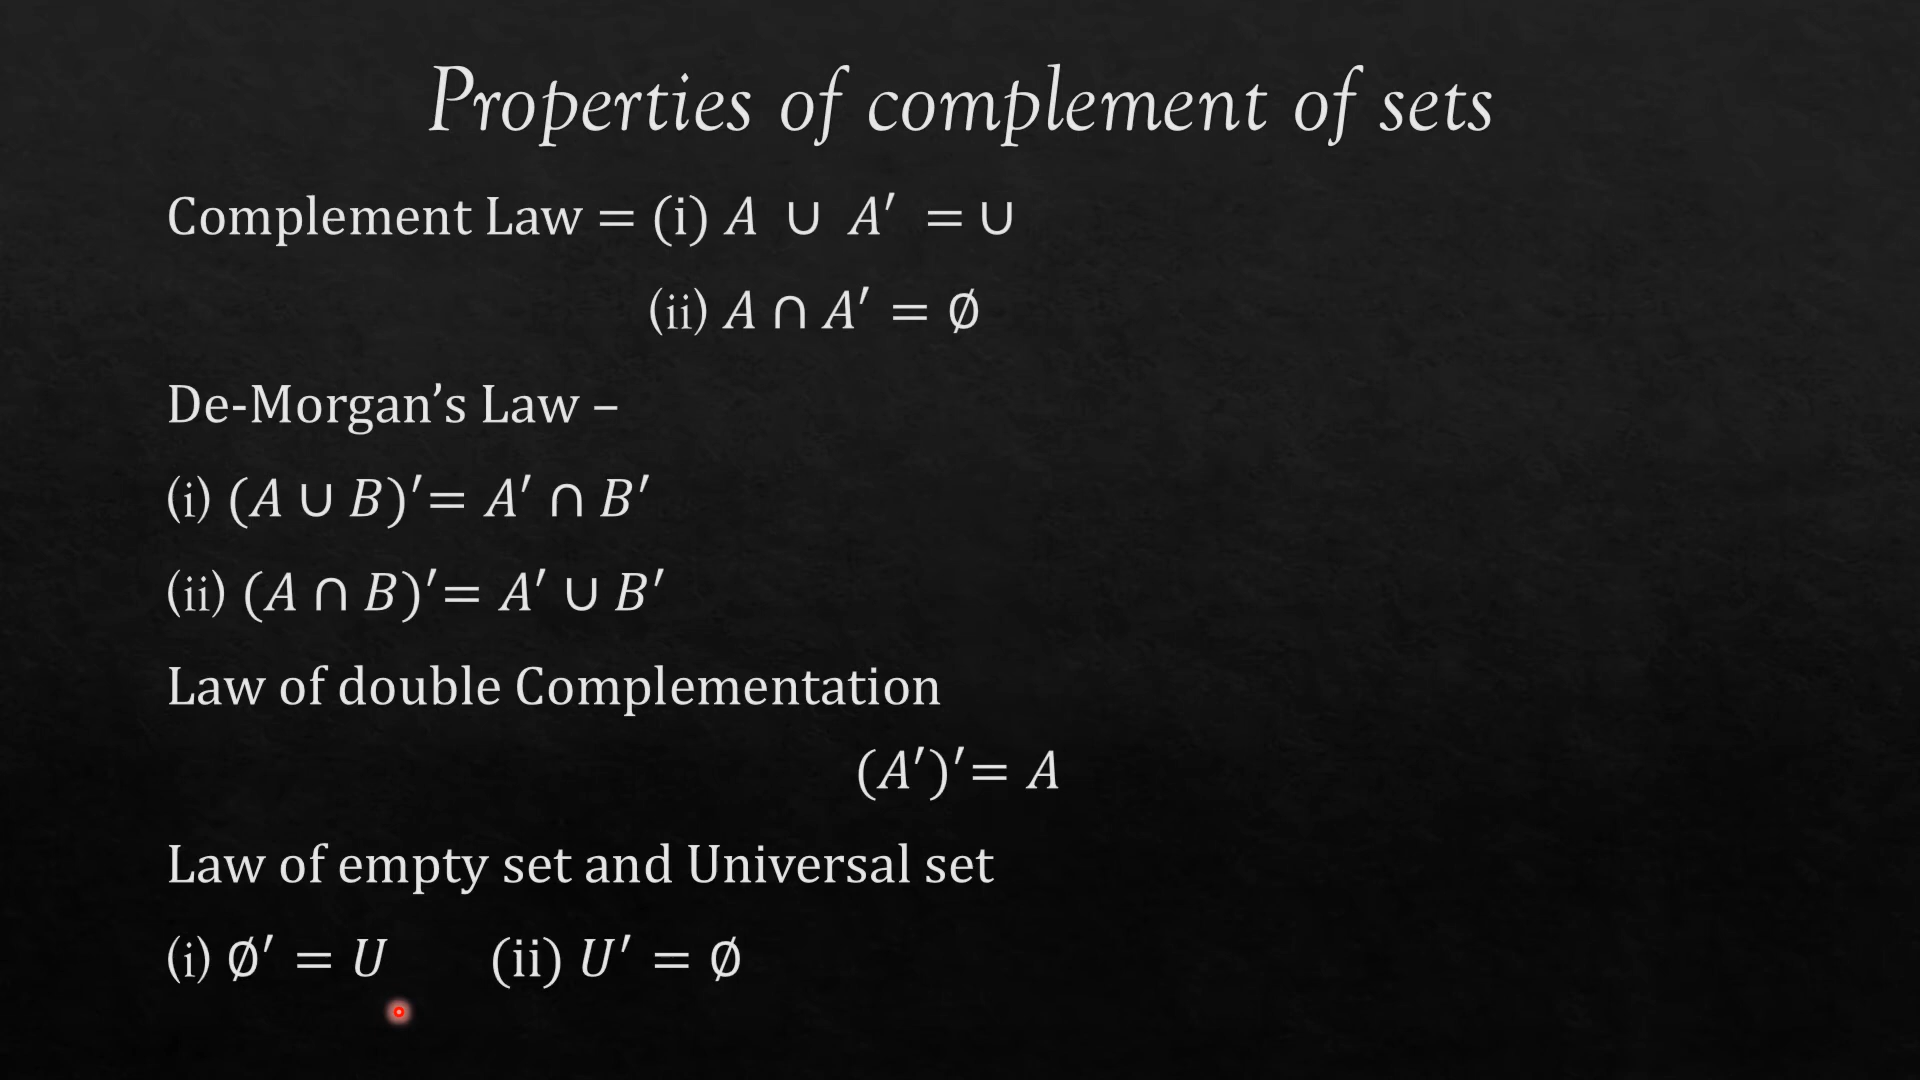 Properties of complement of sets
Complement Law = (i) A ∪ A′ = ∪
(ii) A ∩ A′ = ∅
De-Morgan’s Law –
(i) (A ∪ B)′= A′ ∩ B′
(ii) (A ∩ B)′= A′ ∪ B′
Law of double Complementation
(A′)′= A
Law of empty set and Universal set
(i) ∅′ = U (ii) U′ = ∅